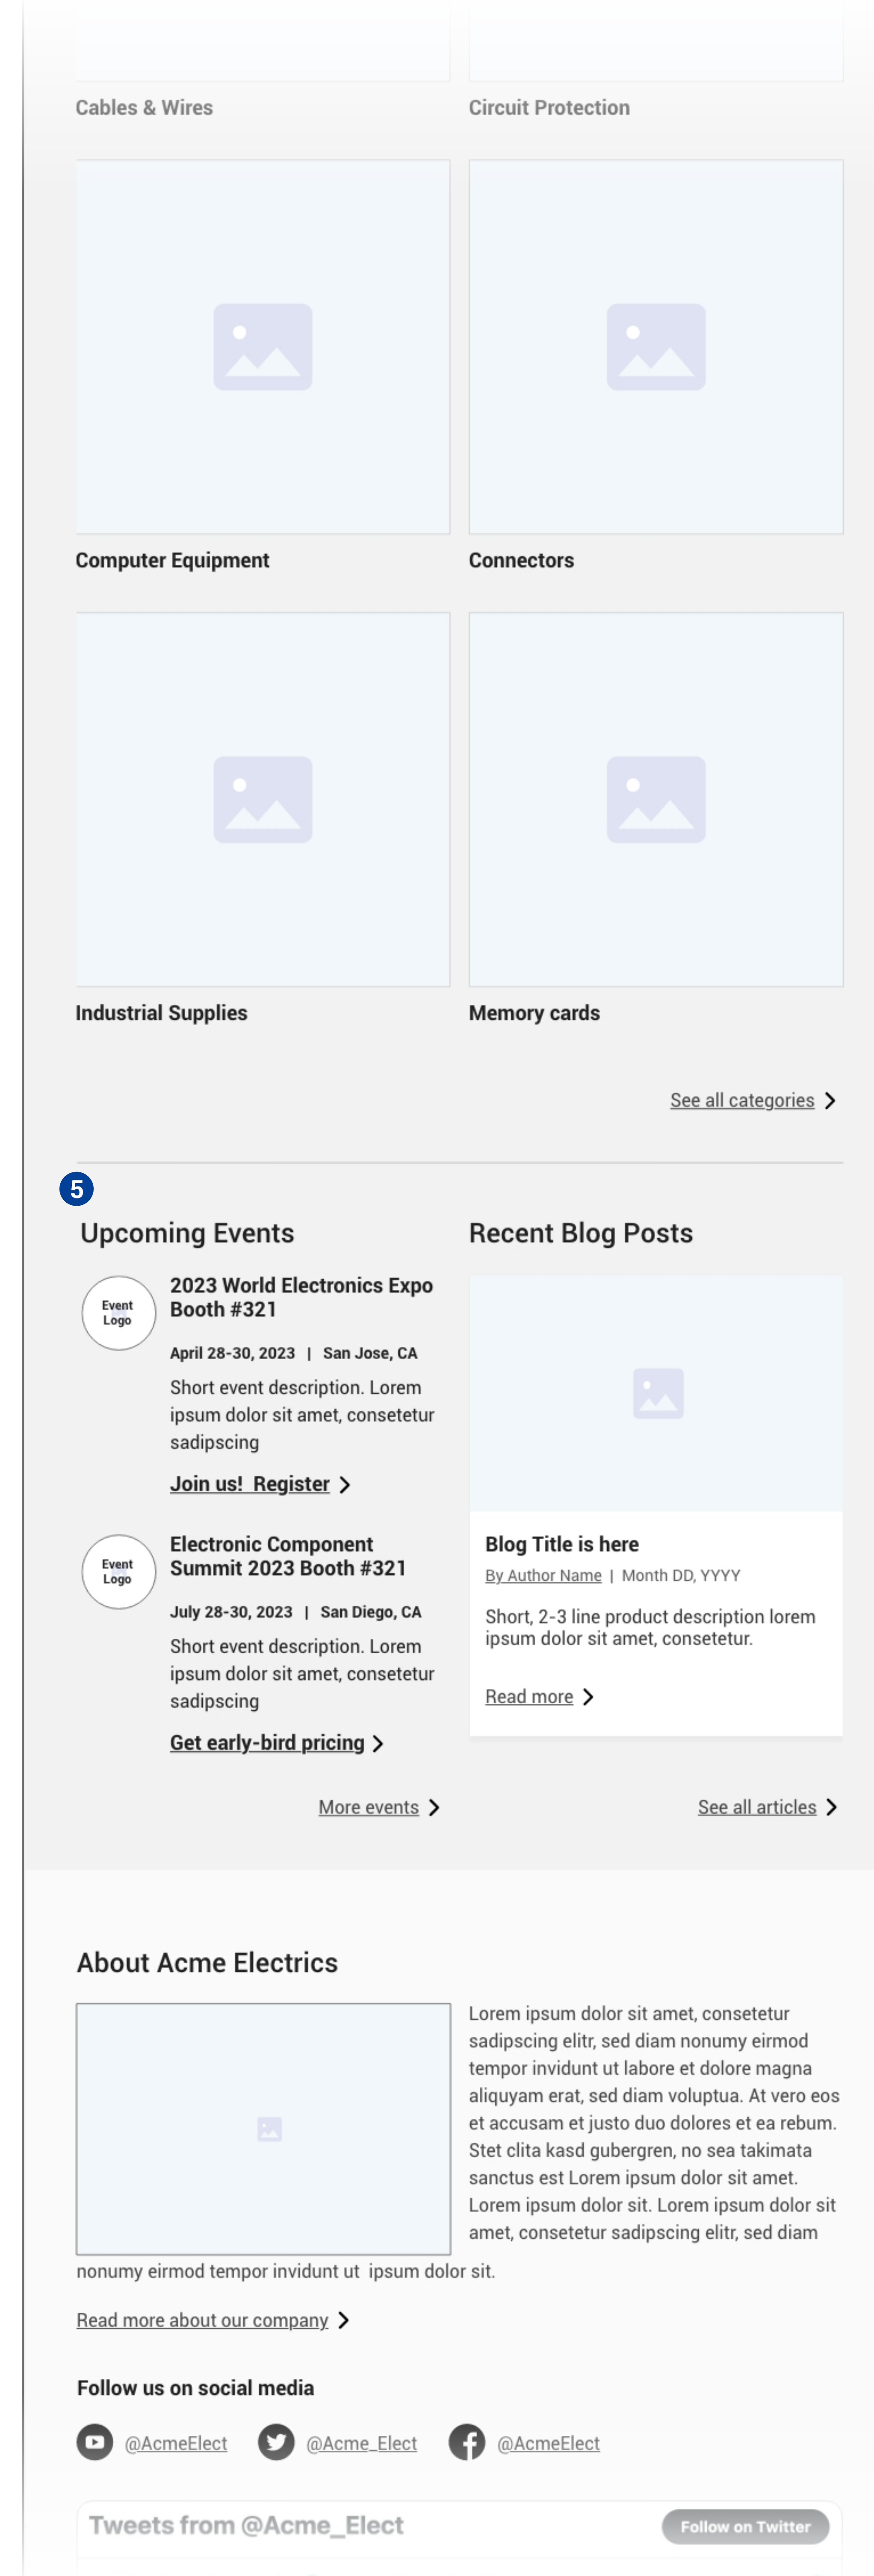 Cables & Wires
Circuit Protection
Computer Equipment
Connectors
Industrial Supplies
Memory cards
See all categories
5
Upcoming Events
Event
Logo
2023 World Electronics Expo
Booth #321
April 28-30, 2023 | San Jose, CA
Short event description. Lorem
ipsum dolor sit amet, consetetur
sadipscing
Join us! Register
Event
Logo
Electronic Component
Summit 2023 Booth #321
July 28-30, 2023 | San Diego, CA
Short event description. Lorem
ipsum dolor sit amet, consetetur
sadipscing
Get early-bird pricing
More events
Recent Blog Posts
Blog Title is here
By Author Name | Month DD, YYYY
Short, 2-3 line product description lorem
ipsum dolor sit amet, consetetur.
Read more
See all articles
About Acme Electrics
Lorem ipsum dolor sit amet, consetetur
sadipscing elitr, sed diam nonumy eirmod
tempor invidunt ut labore et dolore magna
aliquyam erat, sed diam voluptua. At vero eos
et accusam et justo duo dolores et ea rebum.
Stet clita kasd gubergren, no sea takimata
sanctus est Lorem ipsum dolor sit amet.
Lorem ipsum dolor sit. Lorem ipsum dolor sit
amet, consetetur sadipscing elitr, sed diam
nonumy eirmod tempor invidunt ut ipsum dolor sit.
Read more about our company
Follow us on social media
@AcmeElect
@Acme_Elect
@AcmeElect
Tweets from @Acme_Elect
Follow on Twitter